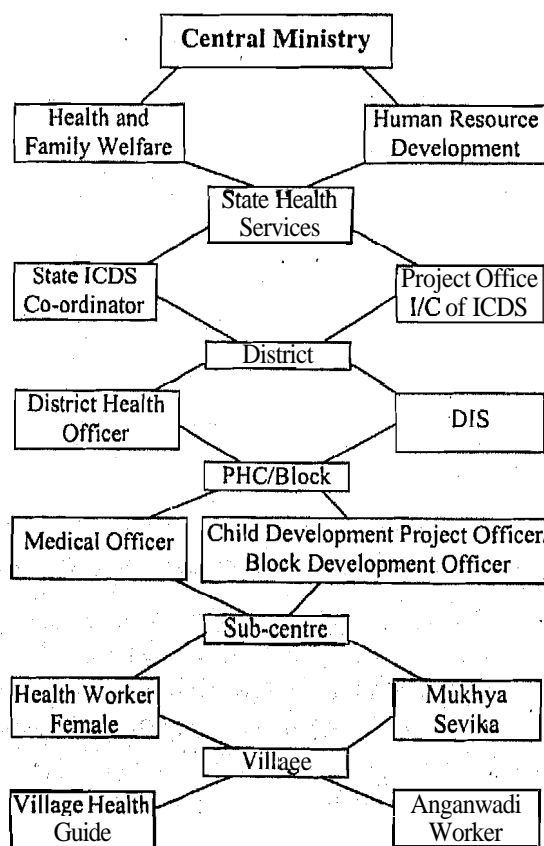 Central Ministry
Health and
Family Welfare
Human Resource
Development
State Health
Services
State ICDS
Co-ordinator
Project Office
I/C of ICDS
District
District Health
Officer
DIS
PHC/Block
Medical Officer
Child Development Project Officer/
Block Development Officer
Sub-centre
Health Worker
Female
Mukhya
Sevika
Village
Village Health
Guide
Anganwadi
Worker